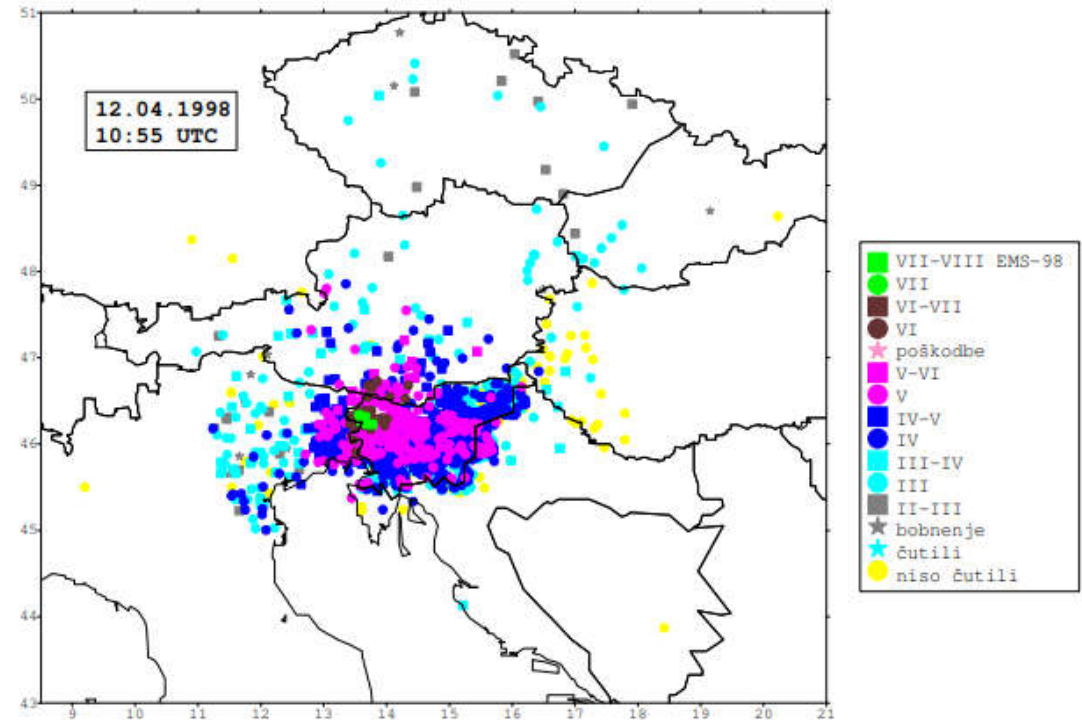 51
50
49
48
47
46
45
44
43
9 10 11 12 13 14 15 16 17 18 19 20 21
12.04.1998
10:55 UTC
VII-VIII EMS-98
VII
VI-VII
VI
poškodbe
V-VI
V
IV-V
IV
III-IV
III
II-III
bobnenje
čutili
niso čutili